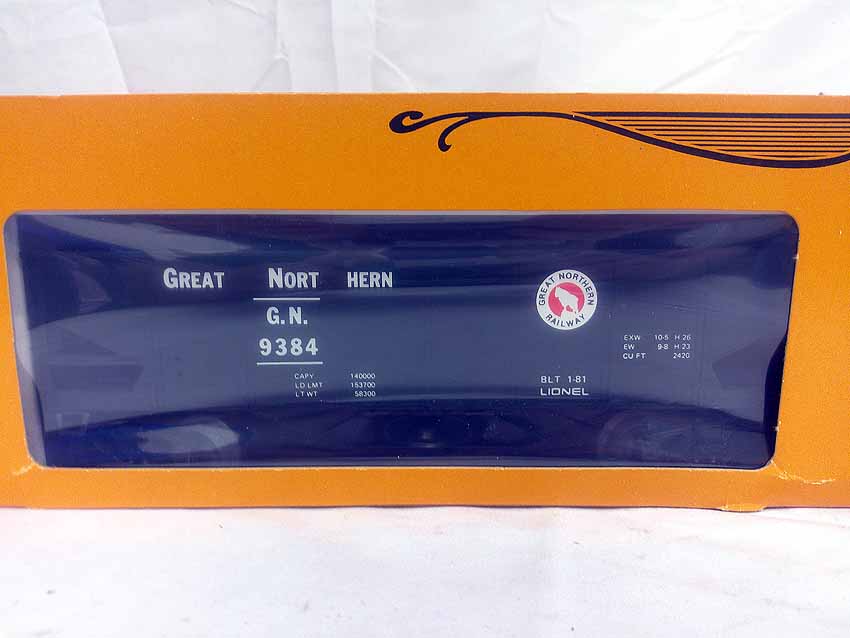 GREAT NORT HERN
G.N.
9384
CAPY 140000
LD LMT 153700
LT WT 58300
GREAT NORTHERN
RAILWAY
BLT 1-81
LIONEL
EXW 10-5 H 26
EW 9-8 H 23
CU FT 2420